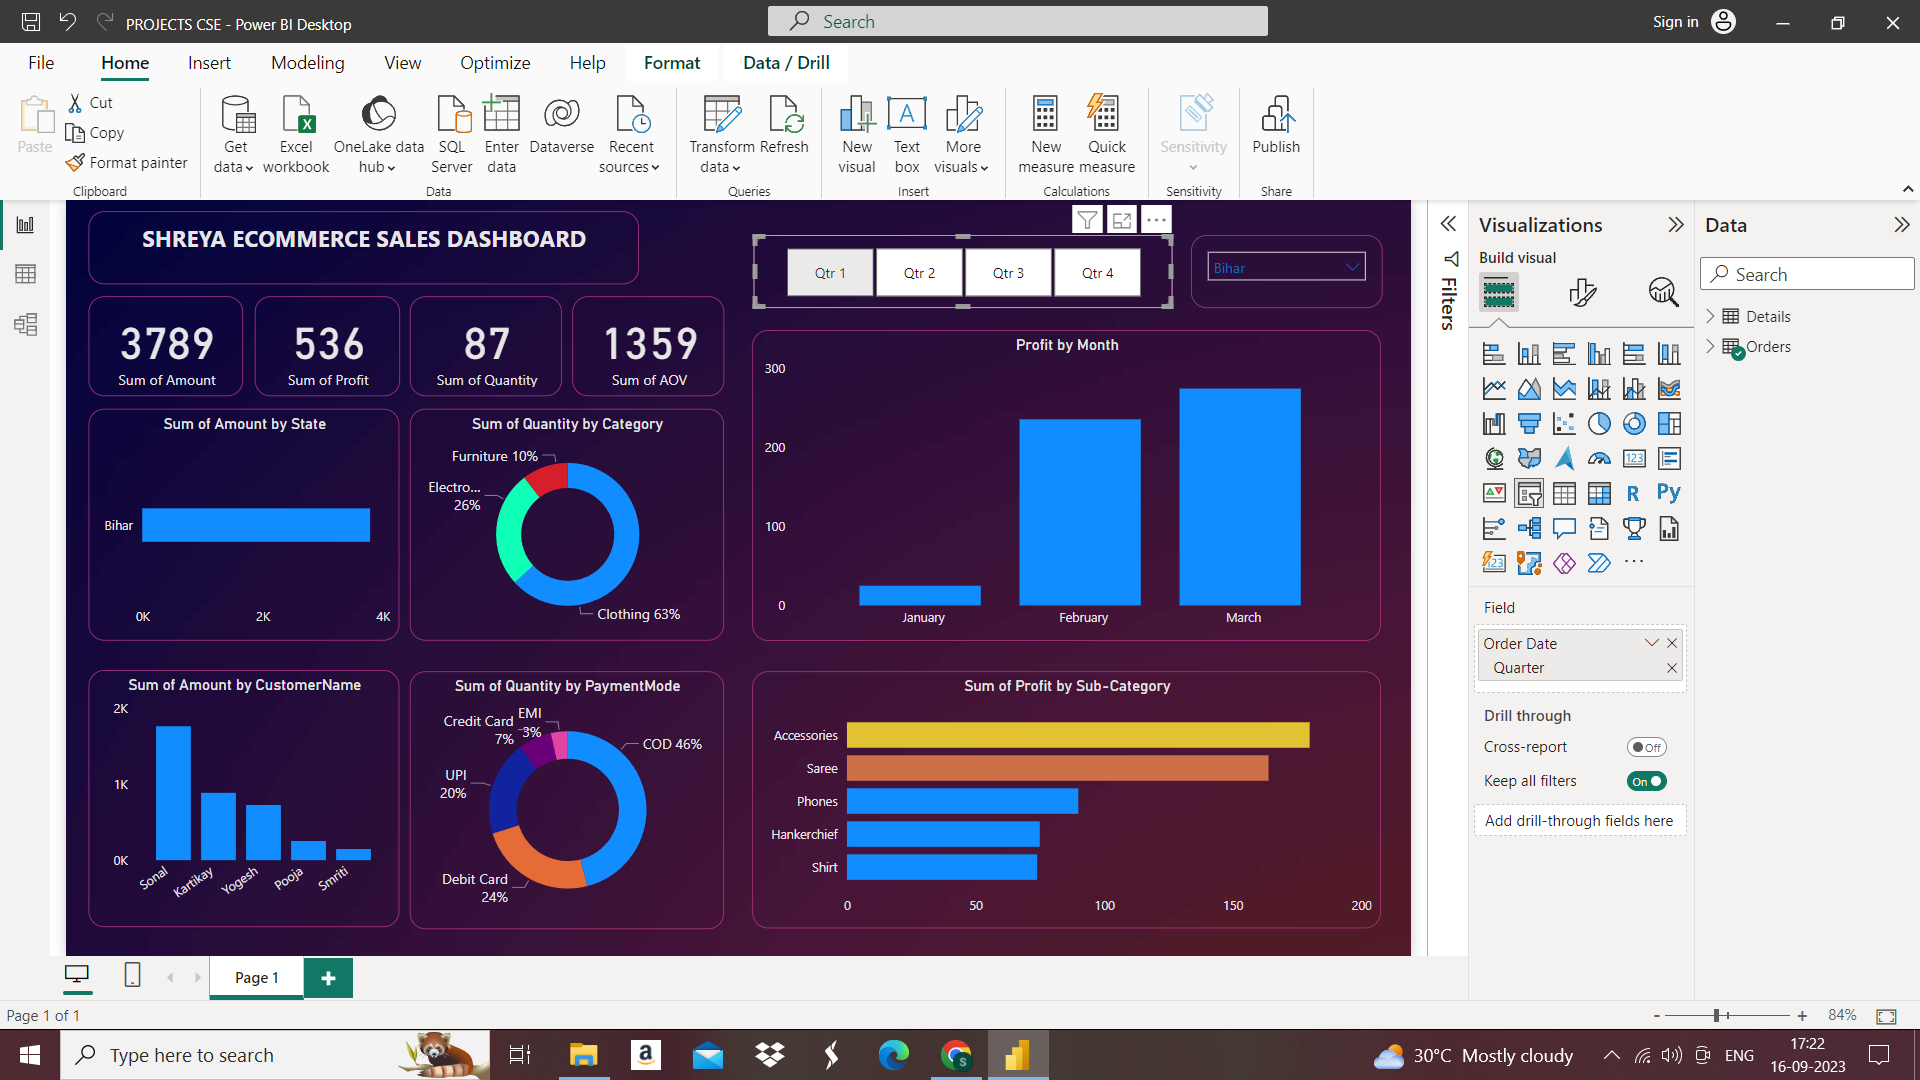 PROJECTS CSE - Power BI Desktop
Search
Sign in
File Home Insert Modeling View Optimize Help Format Data / Drill
Paste
Cut
Copy
Format painter
Clipboard
Get data
Excel workbook
OneLake data hub
SQL Server
Enter data
Dataverse
Recent sources
Data
Transform data
Refresh
Queries
New visual
Text box
More visuals
Insert
New measure
Quick measure
Calculations
Sensitivity
Sensitivity
Publish
Share
SHREYA ECOMMERCE SALES DASHBOARD
Qtr 1 Qtr 2 Qtr 3 Qtr 4
Bihar
3789
Sum of Amount
536
Sum of Profit
87
Sum of Quantity
1359
Sum of AOV
Sum of Amount by State
Bihar
0K 2K 4K
Sum of Quantity by Category
Furniture 10%
Electro...
26%
Clothing 63%
Profit by Month
300
200
100
0
January February March
Sum of Amount by CustomerName
2K
1K
0K
Sonal Kartikay Yogesh Pooja Smriti
Sum of Quantity by PaymentMode
EMI
3%
Credit Card
7%
COD 46%
UPI
20%
Debit Card
24%
Sum of Profit by Sub-Category
Accessories
Saree
Phones
Hankerchief
Shirt
0 50 100 150 200
Filters
Visualizations
Build visual
123
R
Py
123
Field
Order Date
Quarter
Drill through
Cross-report
Off
Keep all filters
On
Add drill-through fields here
Data
Search
Details
Orders
Page 1
Page 1 of 1
- + 84%
Type here to search
30°C Mostly cloudy
ENG
17:22
16-09-2023